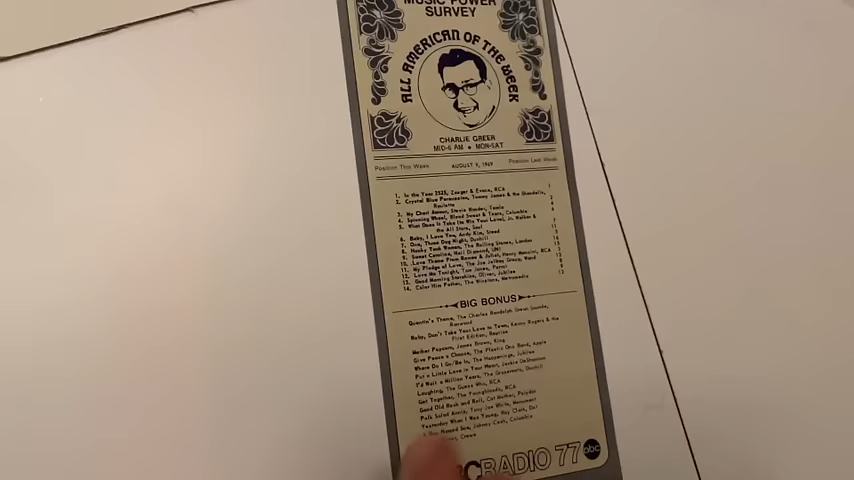 MUSIC POWER
SURVEY
ALL AMERICAN OF THE WEEK
CHARLIE GREER
MID-6 AM • MON-SAT
Position This Week AUGUST 9, 1969 Position Last Week
1. In the Year 2525, Zager & Evans, RCA 1
2. Crystal Blue Persuasion, Tommy James & the Shondells, 2
Roulette
3. My Cheri Amour, Stevie Wonder, Tamla
4. Spinning Wheel, Blood Sweat & Tears, Columbia
5. What Does It Take (to Win Your Love), Jr. Walker &
the All Stars, Soul
6. Baby, I Love You, Andy Kim, Steed
7. One, Three Dog Night, Dunhill
8. Honky Tonk Women, The Rolling Stones, London
9. Sweet Caroline, Neil Diamond, UNI
10. Love Theme From Romeo & Juliet, Henry Mancini, RCA
11. My Pledge of Love, The Joe Jeffrey Group, Wand
12. Love Me Tonight, Tom Jones, Parrot
13. Good Morning Starshine, Oliver, Jubilee
14. Color Him Father, The Winstons, Metromedia
BIG BONUS
Quentin's Theme, The Charles Randolph Grean Sounde,
Ranwood
Ruby, Don't Take Your Love to Town, Kenny Rogers & the
First Edition, Reprise
Mother Popcorn, James Brown, King
Give Peace a Chance, The Plastic Ono Band, Apple
Where Do I Go/Be-In, The Happenings, Jubilee
Put a Little Love in Your Heart, Jackie DeShannon
I'd Wait a Million Years, The Grassroots, Dunhill
Laughing, The Guess Who, RCA
Get Together, The Youngbloods, RCA
Good Old Rock and Roll, Cat Mother, Polydor
Polk Salad Annie, Tony Joe White, Monument
Yesterday When I Was Young, Roy Clark, Dot
A Boy Named Sue, Johnny Cash, Columbia
Crewe
RADIO 77 abc